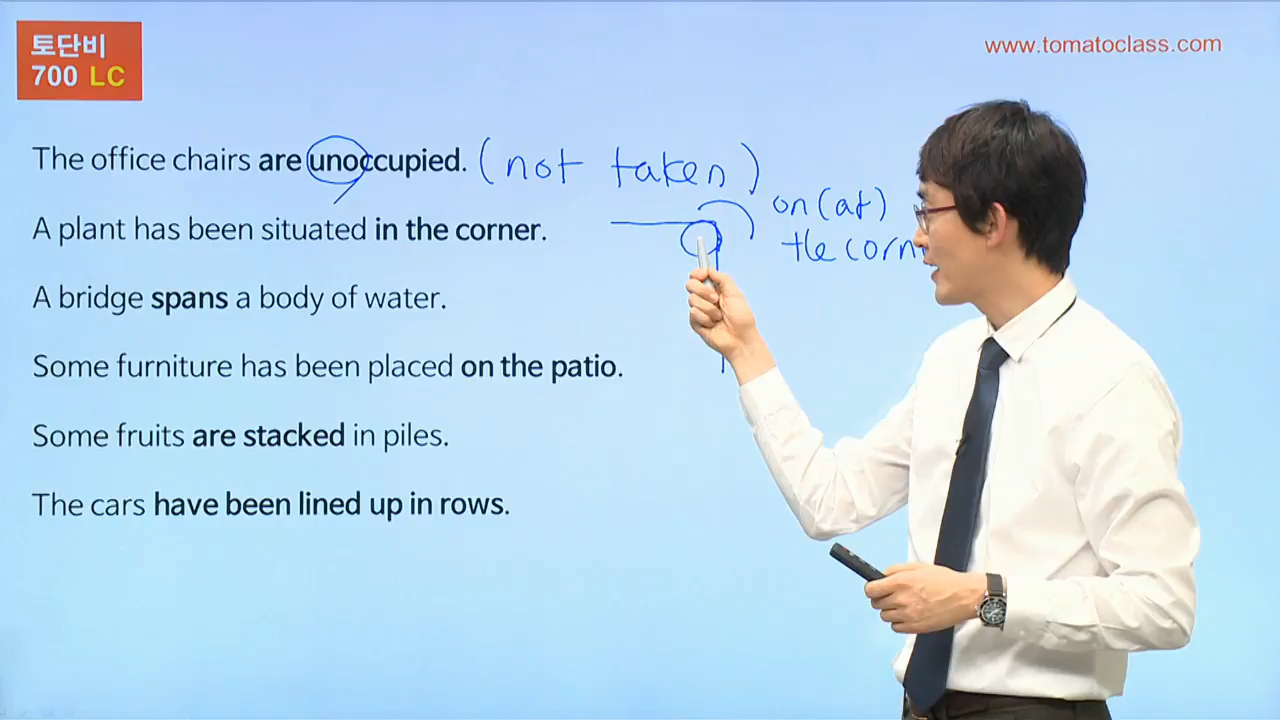 토단비
700 LC
www.tomatoclass.com
The office chairs are unoccupied. (not taken)
A plant has been situated in the corner.
on (at)
the corn
A bridge spans a body of water.
Some furniture has been placed on the patio.
Some fruits are stacked in piles.
The cars have been lined up in rows.